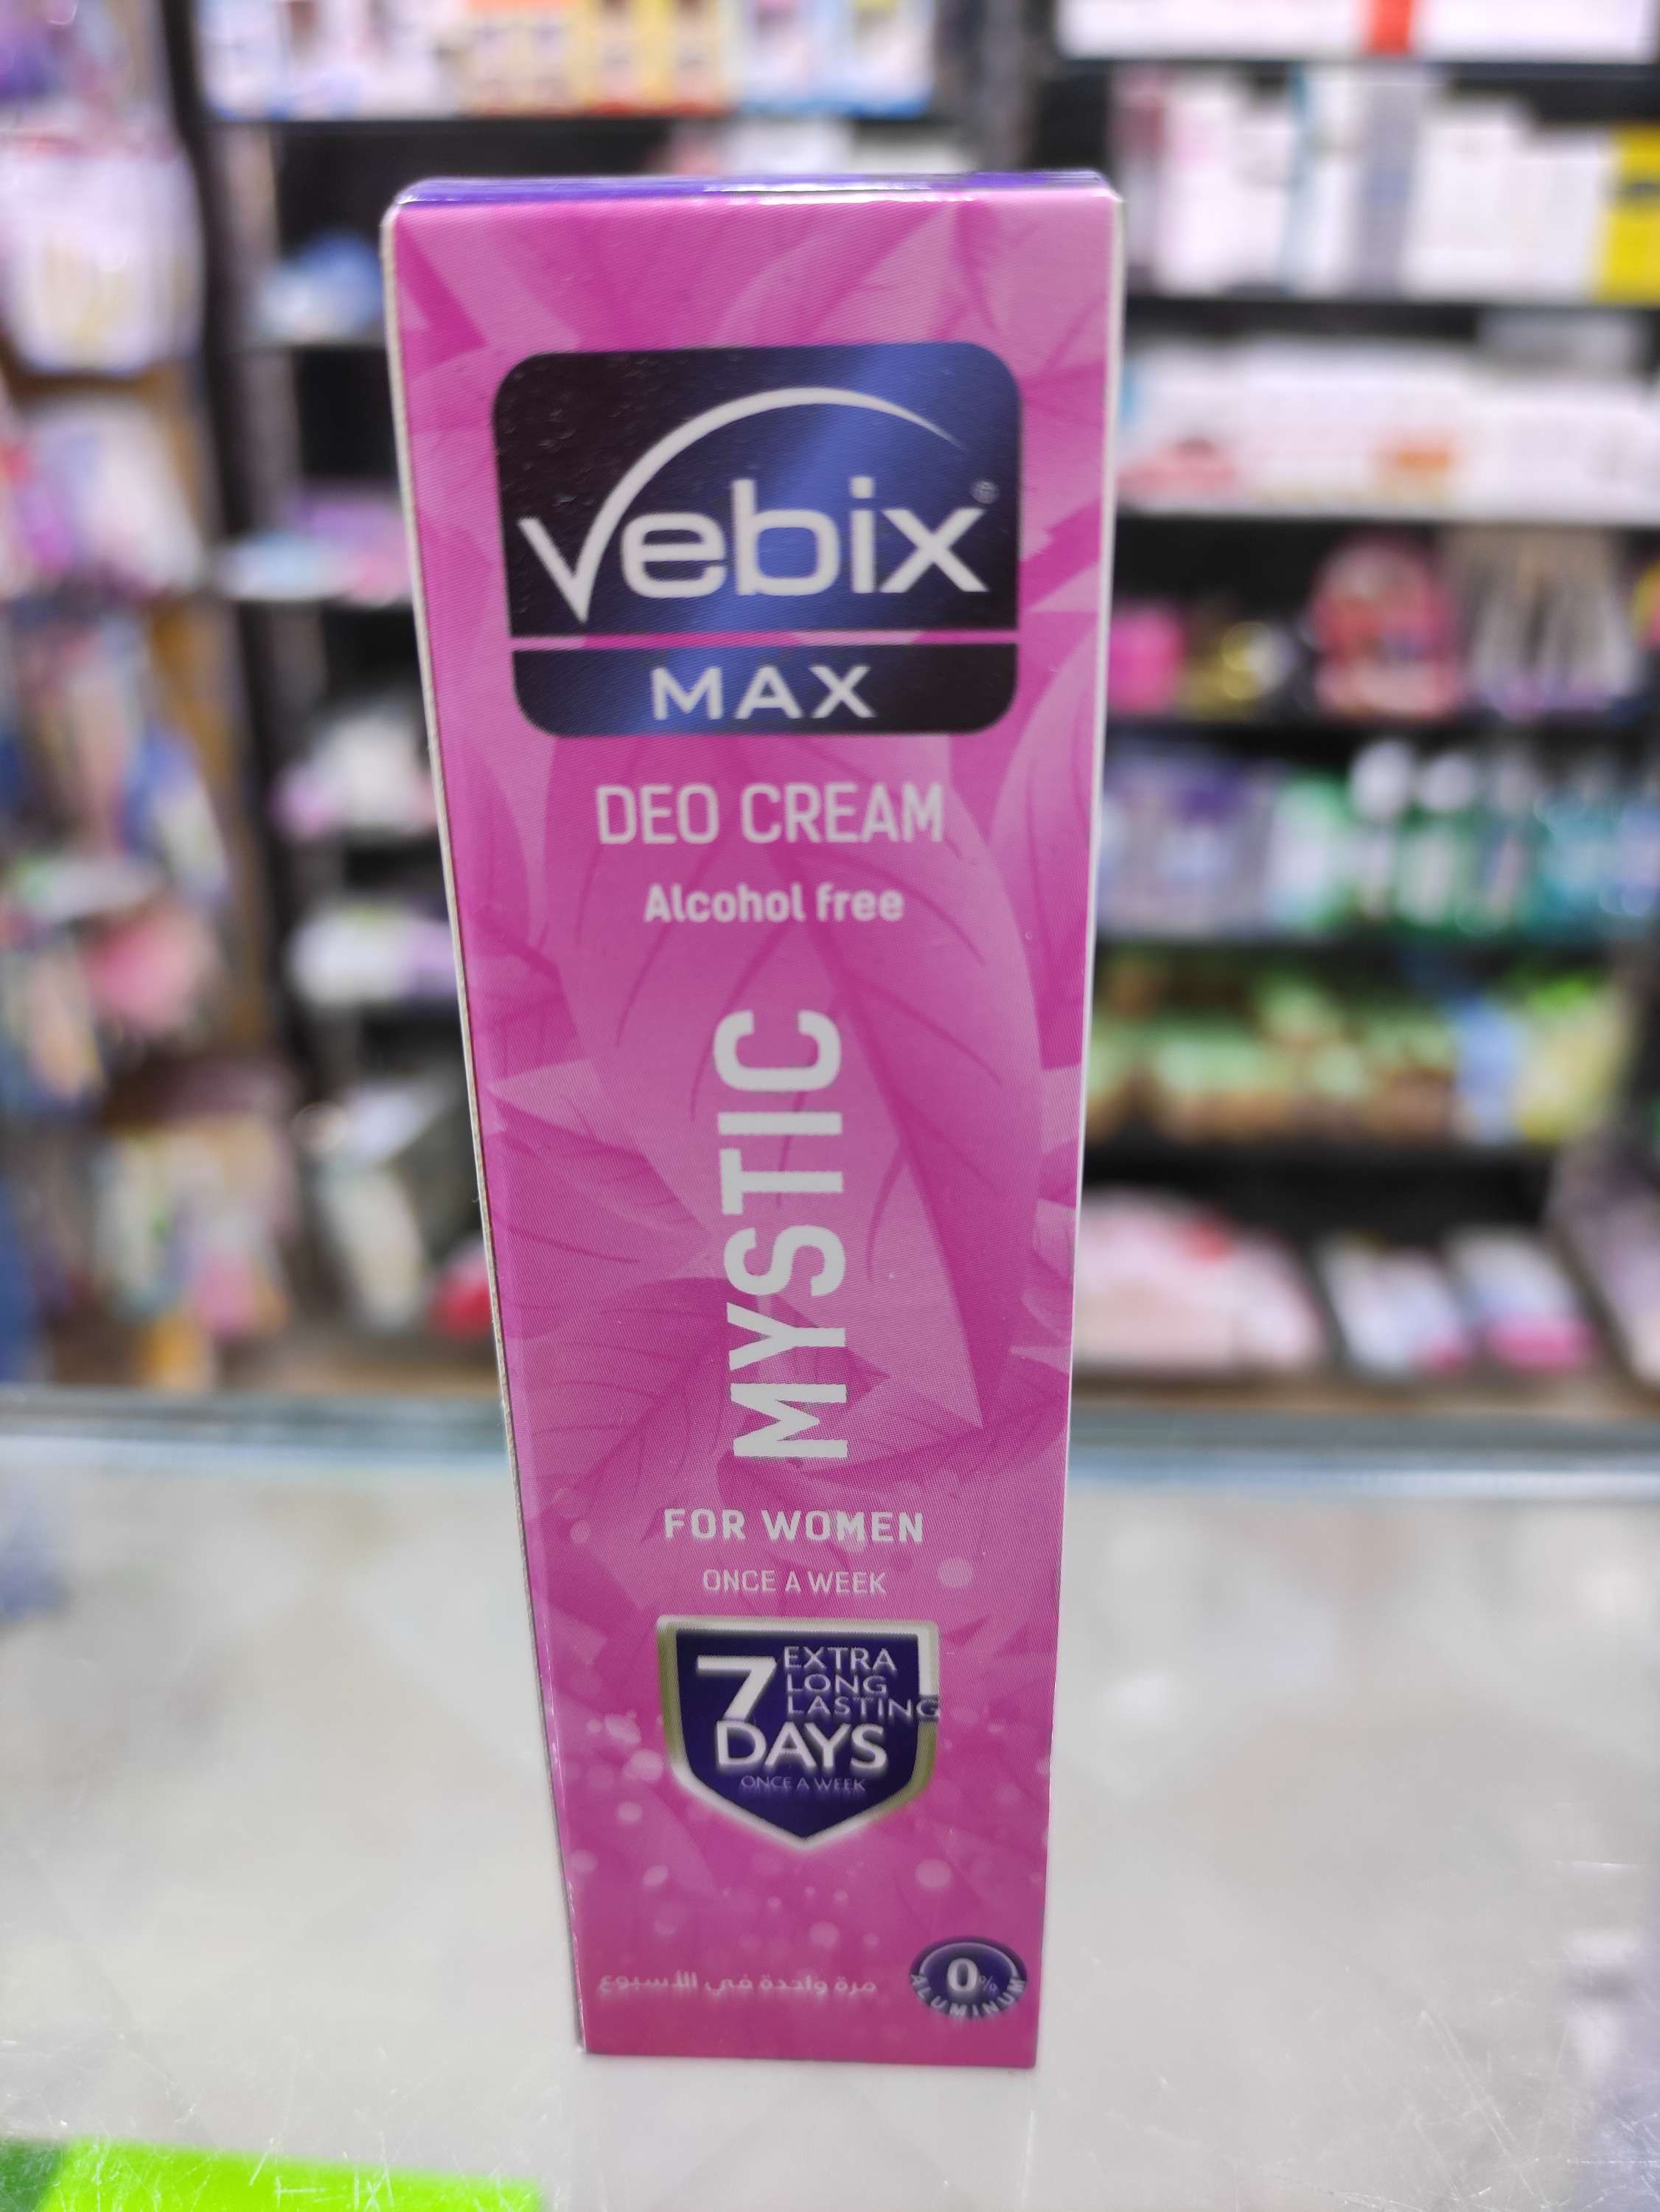 Vebix®
MAX
DEO CREAM
Alcohol free
MYSTIC
FOR WOMEN
ONCE A WEEK
7 EXTRA
LONG
LASTING
DAYS
ONCE A WEEK
مرة واحدة في الأسبوع
0%
ALUMINUM